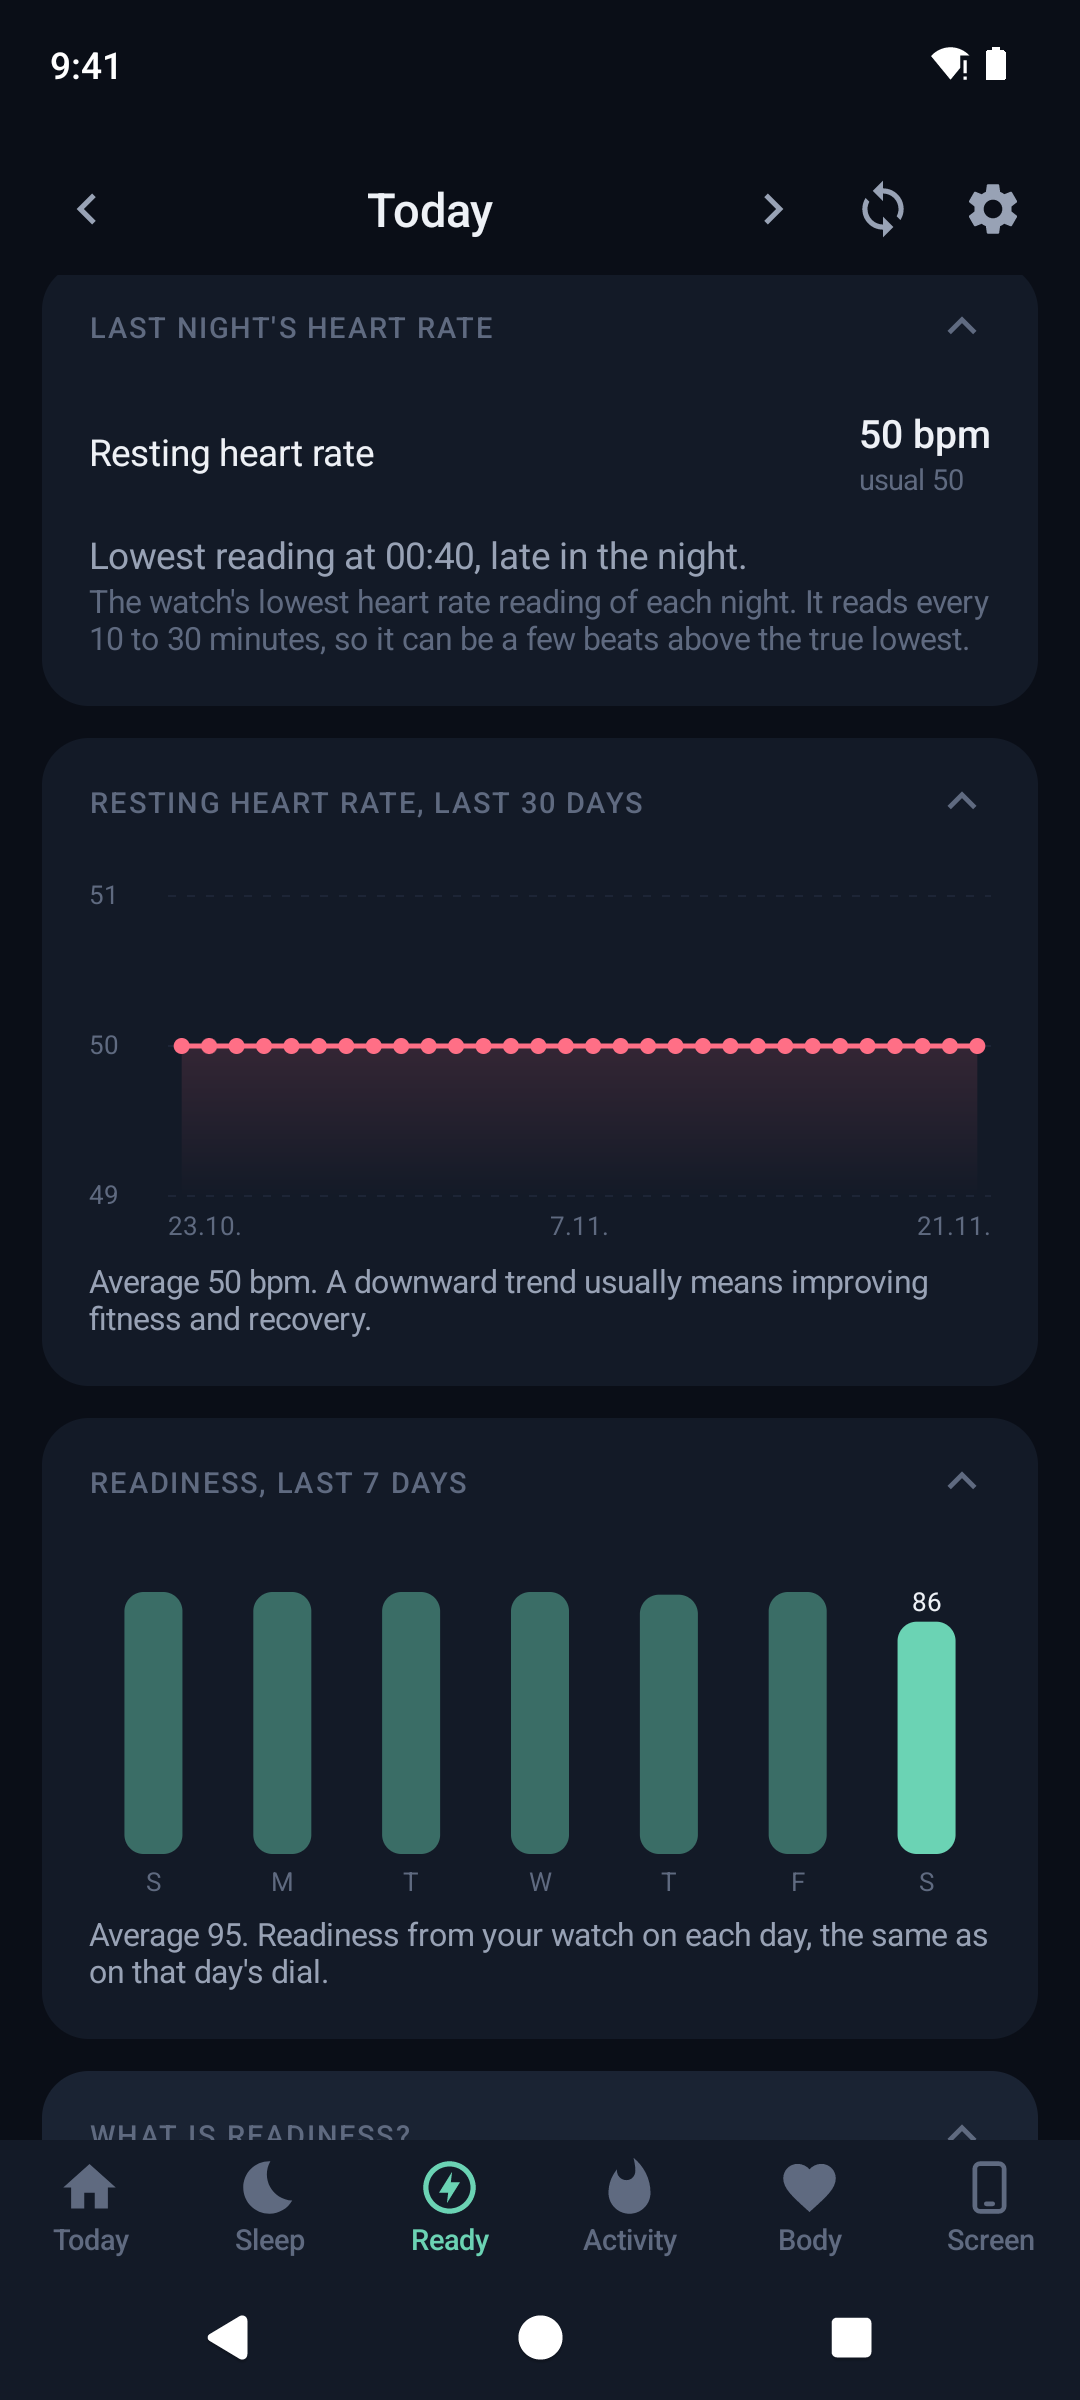 9:41
Today
LAST NIGHT'S HEART RATE
Resting heart rate
50 bpm
usual 50
Lowest reading at 00:40, late in the night.
The watch's lowest heart rate reading of each night. It reads every
10 to 30 minutes, so it can be a few beats above the true lowest.
RESTING HEART RATE, LAST 30 DAYS
51
50
49
23.10.
7.11.
21.11.
Average 50 bpm. A downward trend usually means improving
fitness and recovery.
READINESS, LAST 7 DAYS
86
S
M
T
W
T
F
S
Average 95. Readiness from your watch on each day, the same as
on that day's dial.
WHAT IS READINESS?
Today
Sleep
Ready
Activity
Body
Screen